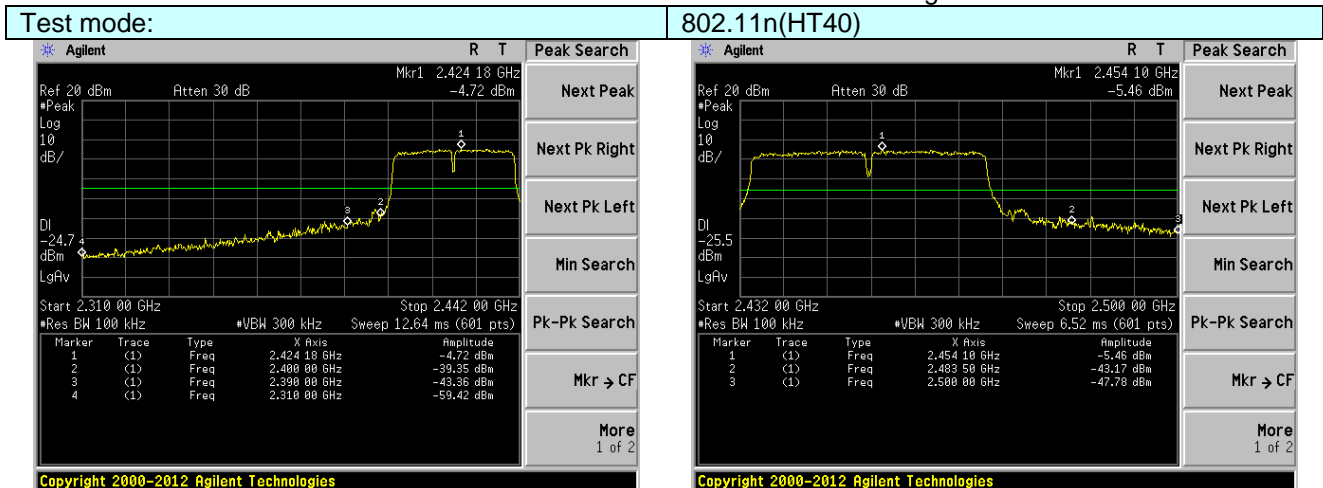 Test mode:
802.11n(HT40)
Agilent
R T
Peak Search
Mkr1 2.424 18 GHz
Ref 20 dBm Atten 30 dB -4.72 dBm
#Peak
Log
10
dB/
DI
-24.7
dBm
LgAv
1
2
3
4
Start 2.310 00 GHz Stop 2.442 00 GHz
#Res BW 100 kHz #VBW 300 kHz Sweep 12.64 ms (601 pts)
Marker Trace Type X Axis Amplitude
1 (1) Freq 2.424 18 GHz -4.72 dBm
2 (1) Freq 2.400 00 GHz -39.35 dBm
3 (1) Freq 2.390 00 GHz -43.36 dBm
4 (1) Freq 2.310 00 GHz -59.42 dBm
Next Peak
Next Pk Right
Next Pk Left
Min Search
Pk-Pk Search
Mkr → CF
More
1 of 2
Copyright 2000-2012 Agilent Technologies
Agilent
R T
Peak Search
Mkr1 2.454 10 GHz
Ref 20 dBm Atten 30 dB -5.46 dBm
#Peak
Log
10
dB/
DI
-25.5
dBm
LgAv
1
2
3
Start 2.432 00 GHz Stop 2.500 00 GHz
#Res BW 100 kHz #VBW 300 kHz Sweep 6.52 ms (601 pts)
Marker Trace Type X Axis Amplitude
1 (1) Freq 2.454 10 GHz -5.46 dBm
2 (1) Freq 2.483 50 GHz -43.17 dBm
3 (1) Freq 2.500 00 GHz -47.78 dBm
Next Peak
Next Pk Right
Next Pk Left
Min Search
Pk-Pk Search
Mkr → CF
More
1 of 2
Copyright 2000-2012 Agilent Technologies